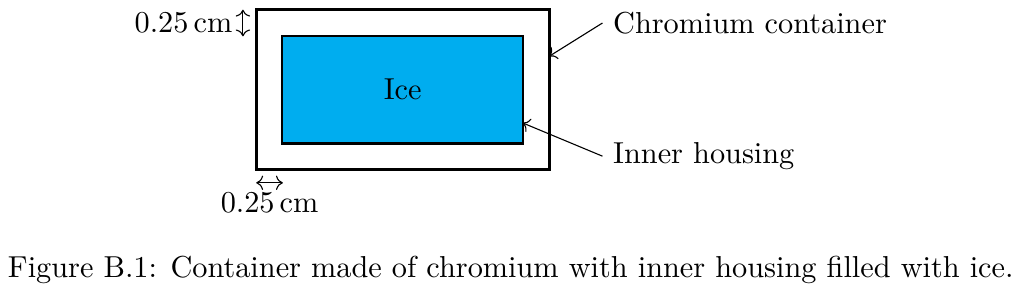 0.25 cm
Chromium container
Ice
Inner housing
0.25 cm
Figure B.1: Container made of chromium with inner housing filled with ice.